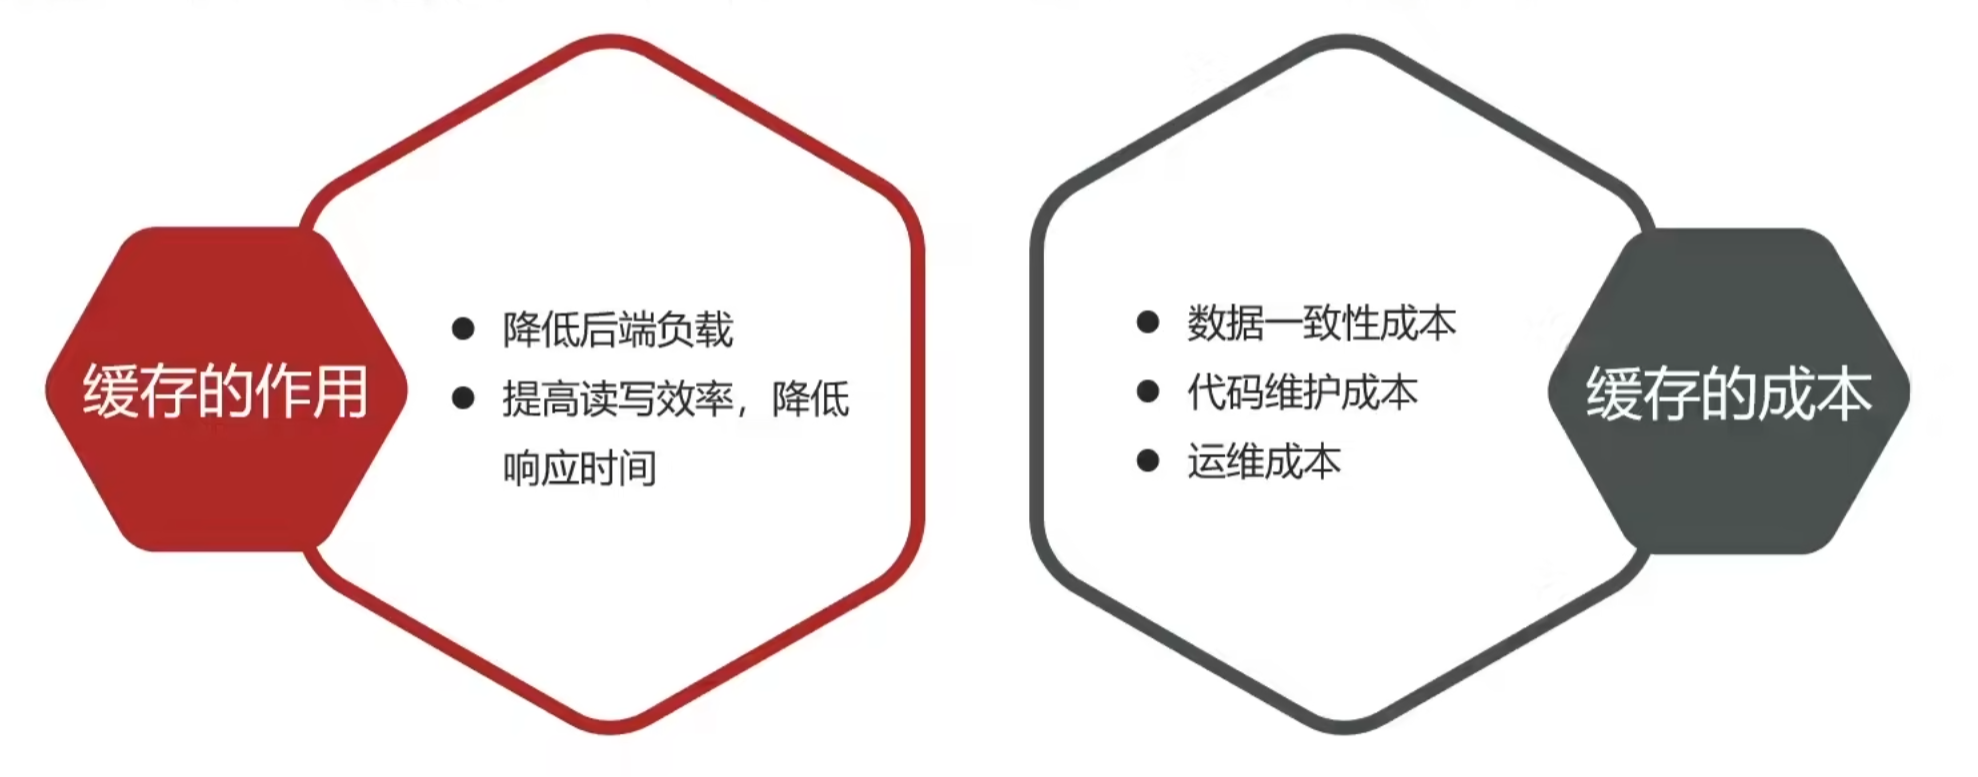 缓存的作用
● 降低后端负载
● 提高读写效率，降低
响应时间
● 数据一致性成本
● 代码维护成本
● 运维成本
缓存的成本